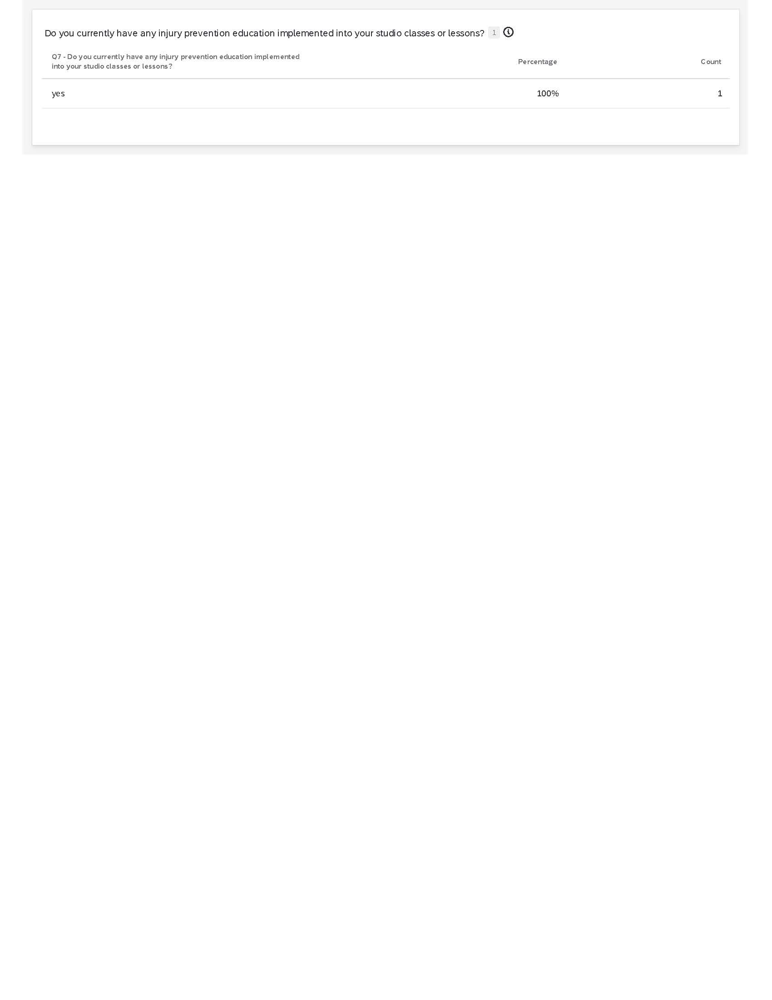 Do you currently have any injury prevention education implemented into your studio classes or lessons? 1
Q7 - Do you currently have any injury prevention education implemented
into your studio classes or lessons?
Percentage
Count
yes
100%
1